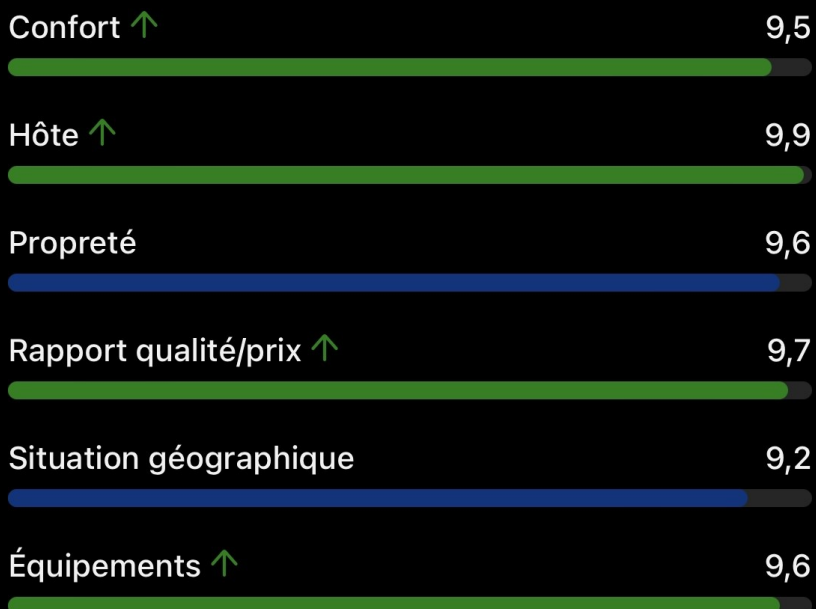 Confort ↑ 9,5
Hôte ↑ 9,9
Propreté 9,6
Rapport qualité/prix ↑ 9,7
Situation géographique 9,2
Équipements ↑ 9,6